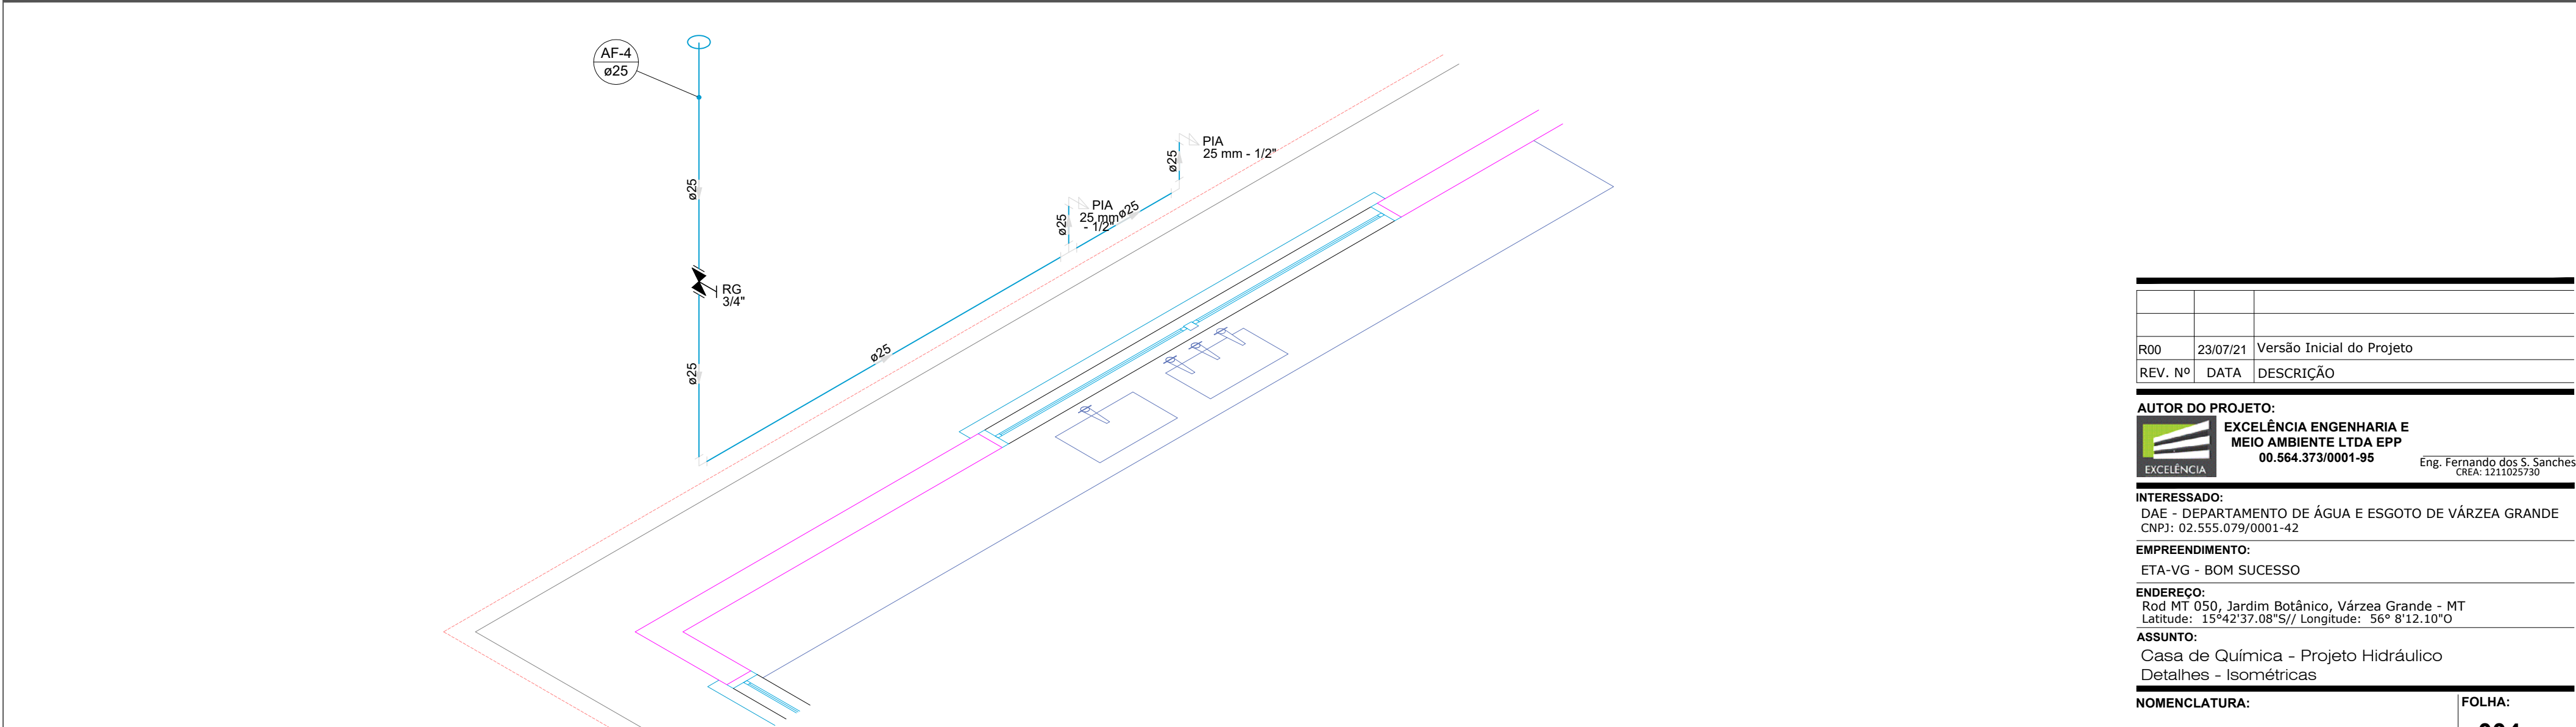 AF-4
ø25
ø25
RG
3/4"
ø25
ø25
ø25
PIA
25 mm
- 1/2"
ø25
ø25
PIA
25 mm - 1/2"
R00 23/07/21 Versão Inicial do Projeto
REV. Nº DATA DESCRIÇÃO
AUTOR DO PROJETO:
EXCELÊNCIA
EXCELÊNCIA ENGENHARIA E
MEIO AMBIENTE LTDA EPP
00.564.373/0001-95
Eng. Fernando dos S. Sanches
CREA: 1211025730
INTERESSADO:
DAE - DEPARTAMENTO DE ÁGUA E ESGOTO DE VÁRZEA GRANDE
CNPJ: 02.555.079/0001-42
EMPREENDIMENTO:
ETA-VG - BOM SUCESSO
ENDEREÇO:
Rod MT 050, Jardim Botânico, Várzea Grande - MT
Latitude: 15°42'37.08"S// Longitude: 56° 8'12.10"O
ASSUNTO:
Casa de Química - Projeto Hidráulico
Detalhes - Isométricas
NOMENCLATURA:
FOLHA: